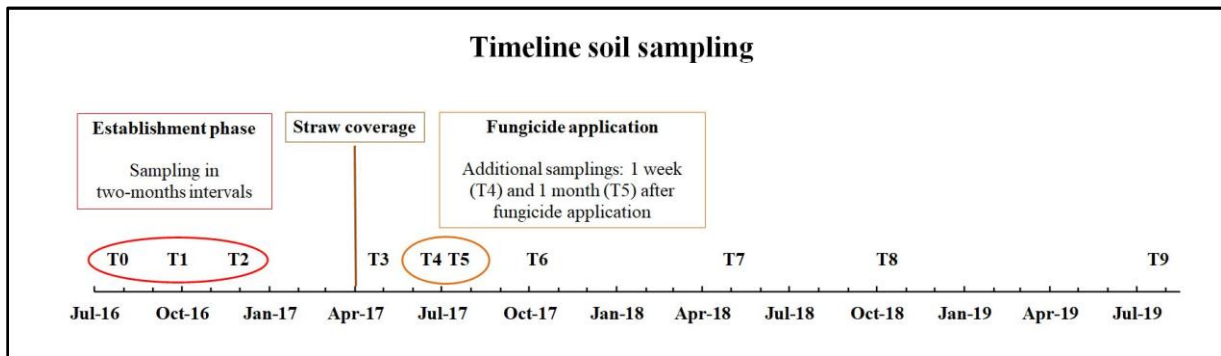 Timeline soil sampling
Establishment phase
Sampling in
two-months intervals
Straw coverage
Fungicide application
Additional samplings: 1 week
(T4) and 1 month (T5) after
fungicide application
T0 T1 T2 T3 T4 T5 T6 T7 T8 T9
Jul-16 Oct-16 Jan-17 Apr-17 Jul-17 Oct-17 Jan-18 Apr-18 Jul-18 Oct-18 Jan-19 Apr-19 Jul-19